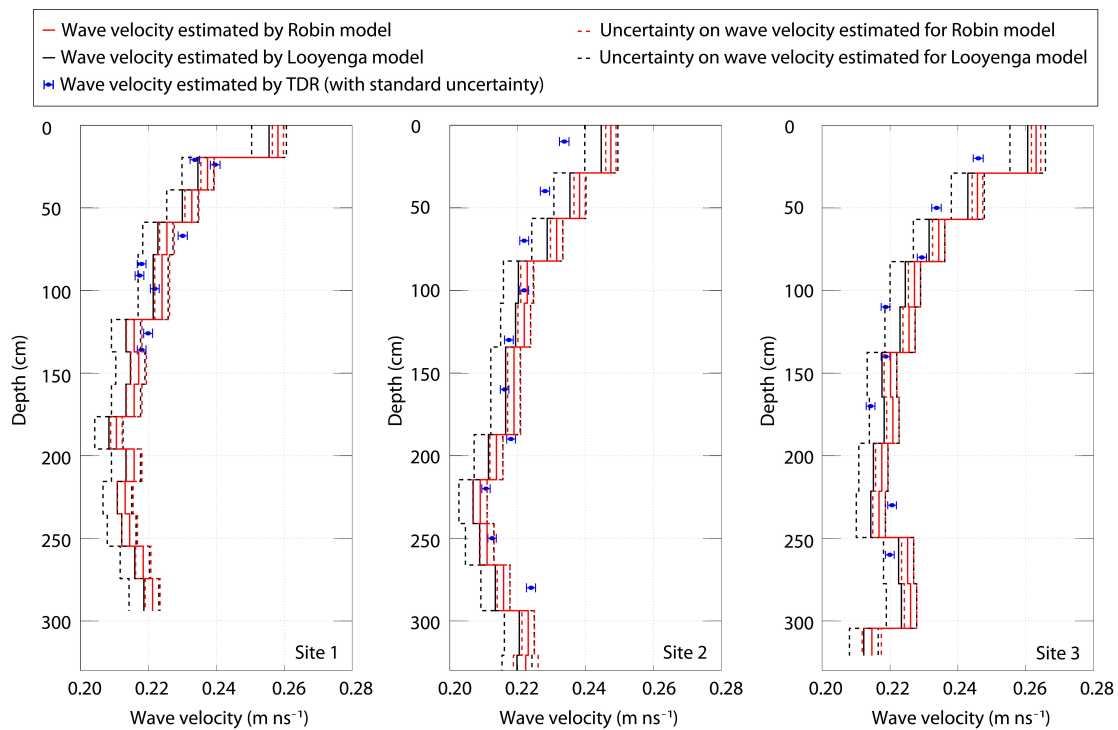 Wave velocity estimated by Robin model
Uncertainty on wave velocity estimated for Robin model
Wave velocity estimated by Looyenga model
Uncertainty on wave velocity estimated for Looyenga model
Wave velocity estimated by TDR (with standard uncertainty)
0
50
100
150
200
250
300
Depth (cm)
Site 1
0.20 0.22 0.24 0.26 0.28
Wave velocity (m ns⁻¹)
0
50
100
150
200
250
300
Depth (cm)
Site 2
0.20 0.22 0.24 0.26 0.28
Wave velocity (m ns⁻¹)
0
50
100
150
200
250
300
Depth (cm)
Site 3
0.20 0.22 0.24 0.26 0.28
Wave velocity (m ns⁻¹)